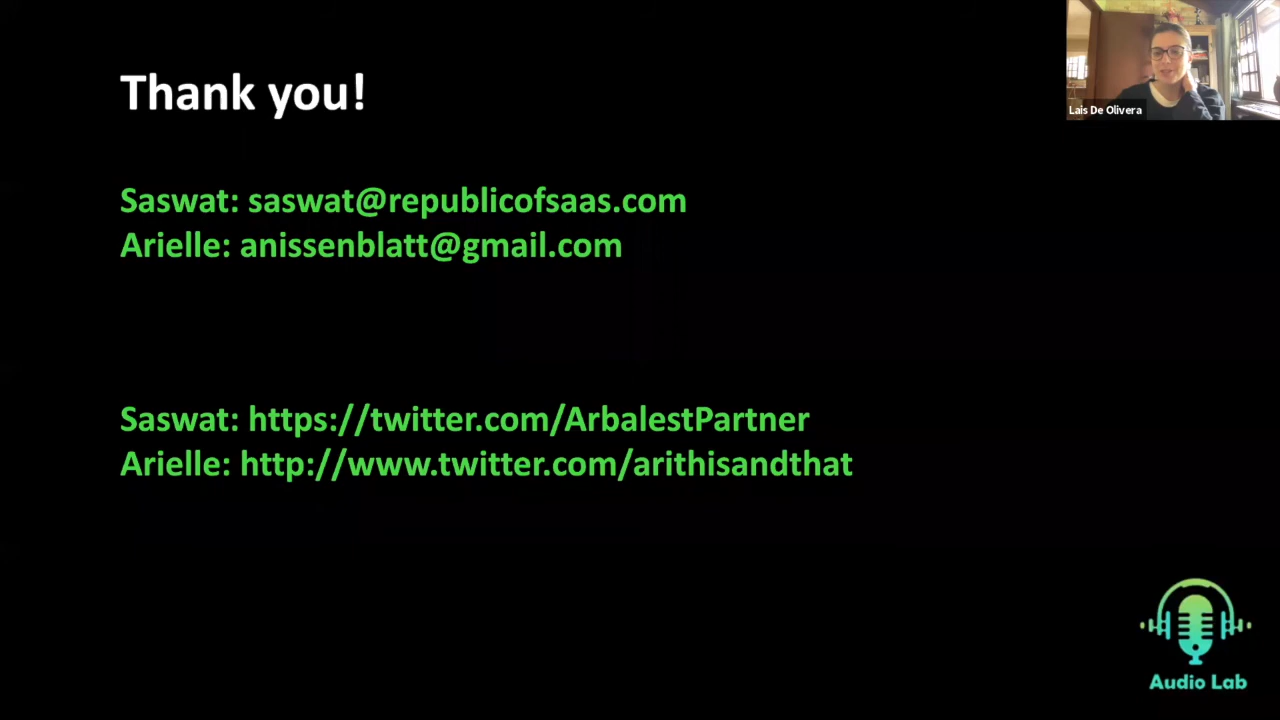 Thank you!
Lais De Olivera
Saswat: saswat@republicofsaas.com
Arielle: anissenblatt@gmail.com
Saswat: https://twitter.com/ArbalestPartner
Arielle: http://www.twitter.com/arithisandthat
Audio Lab